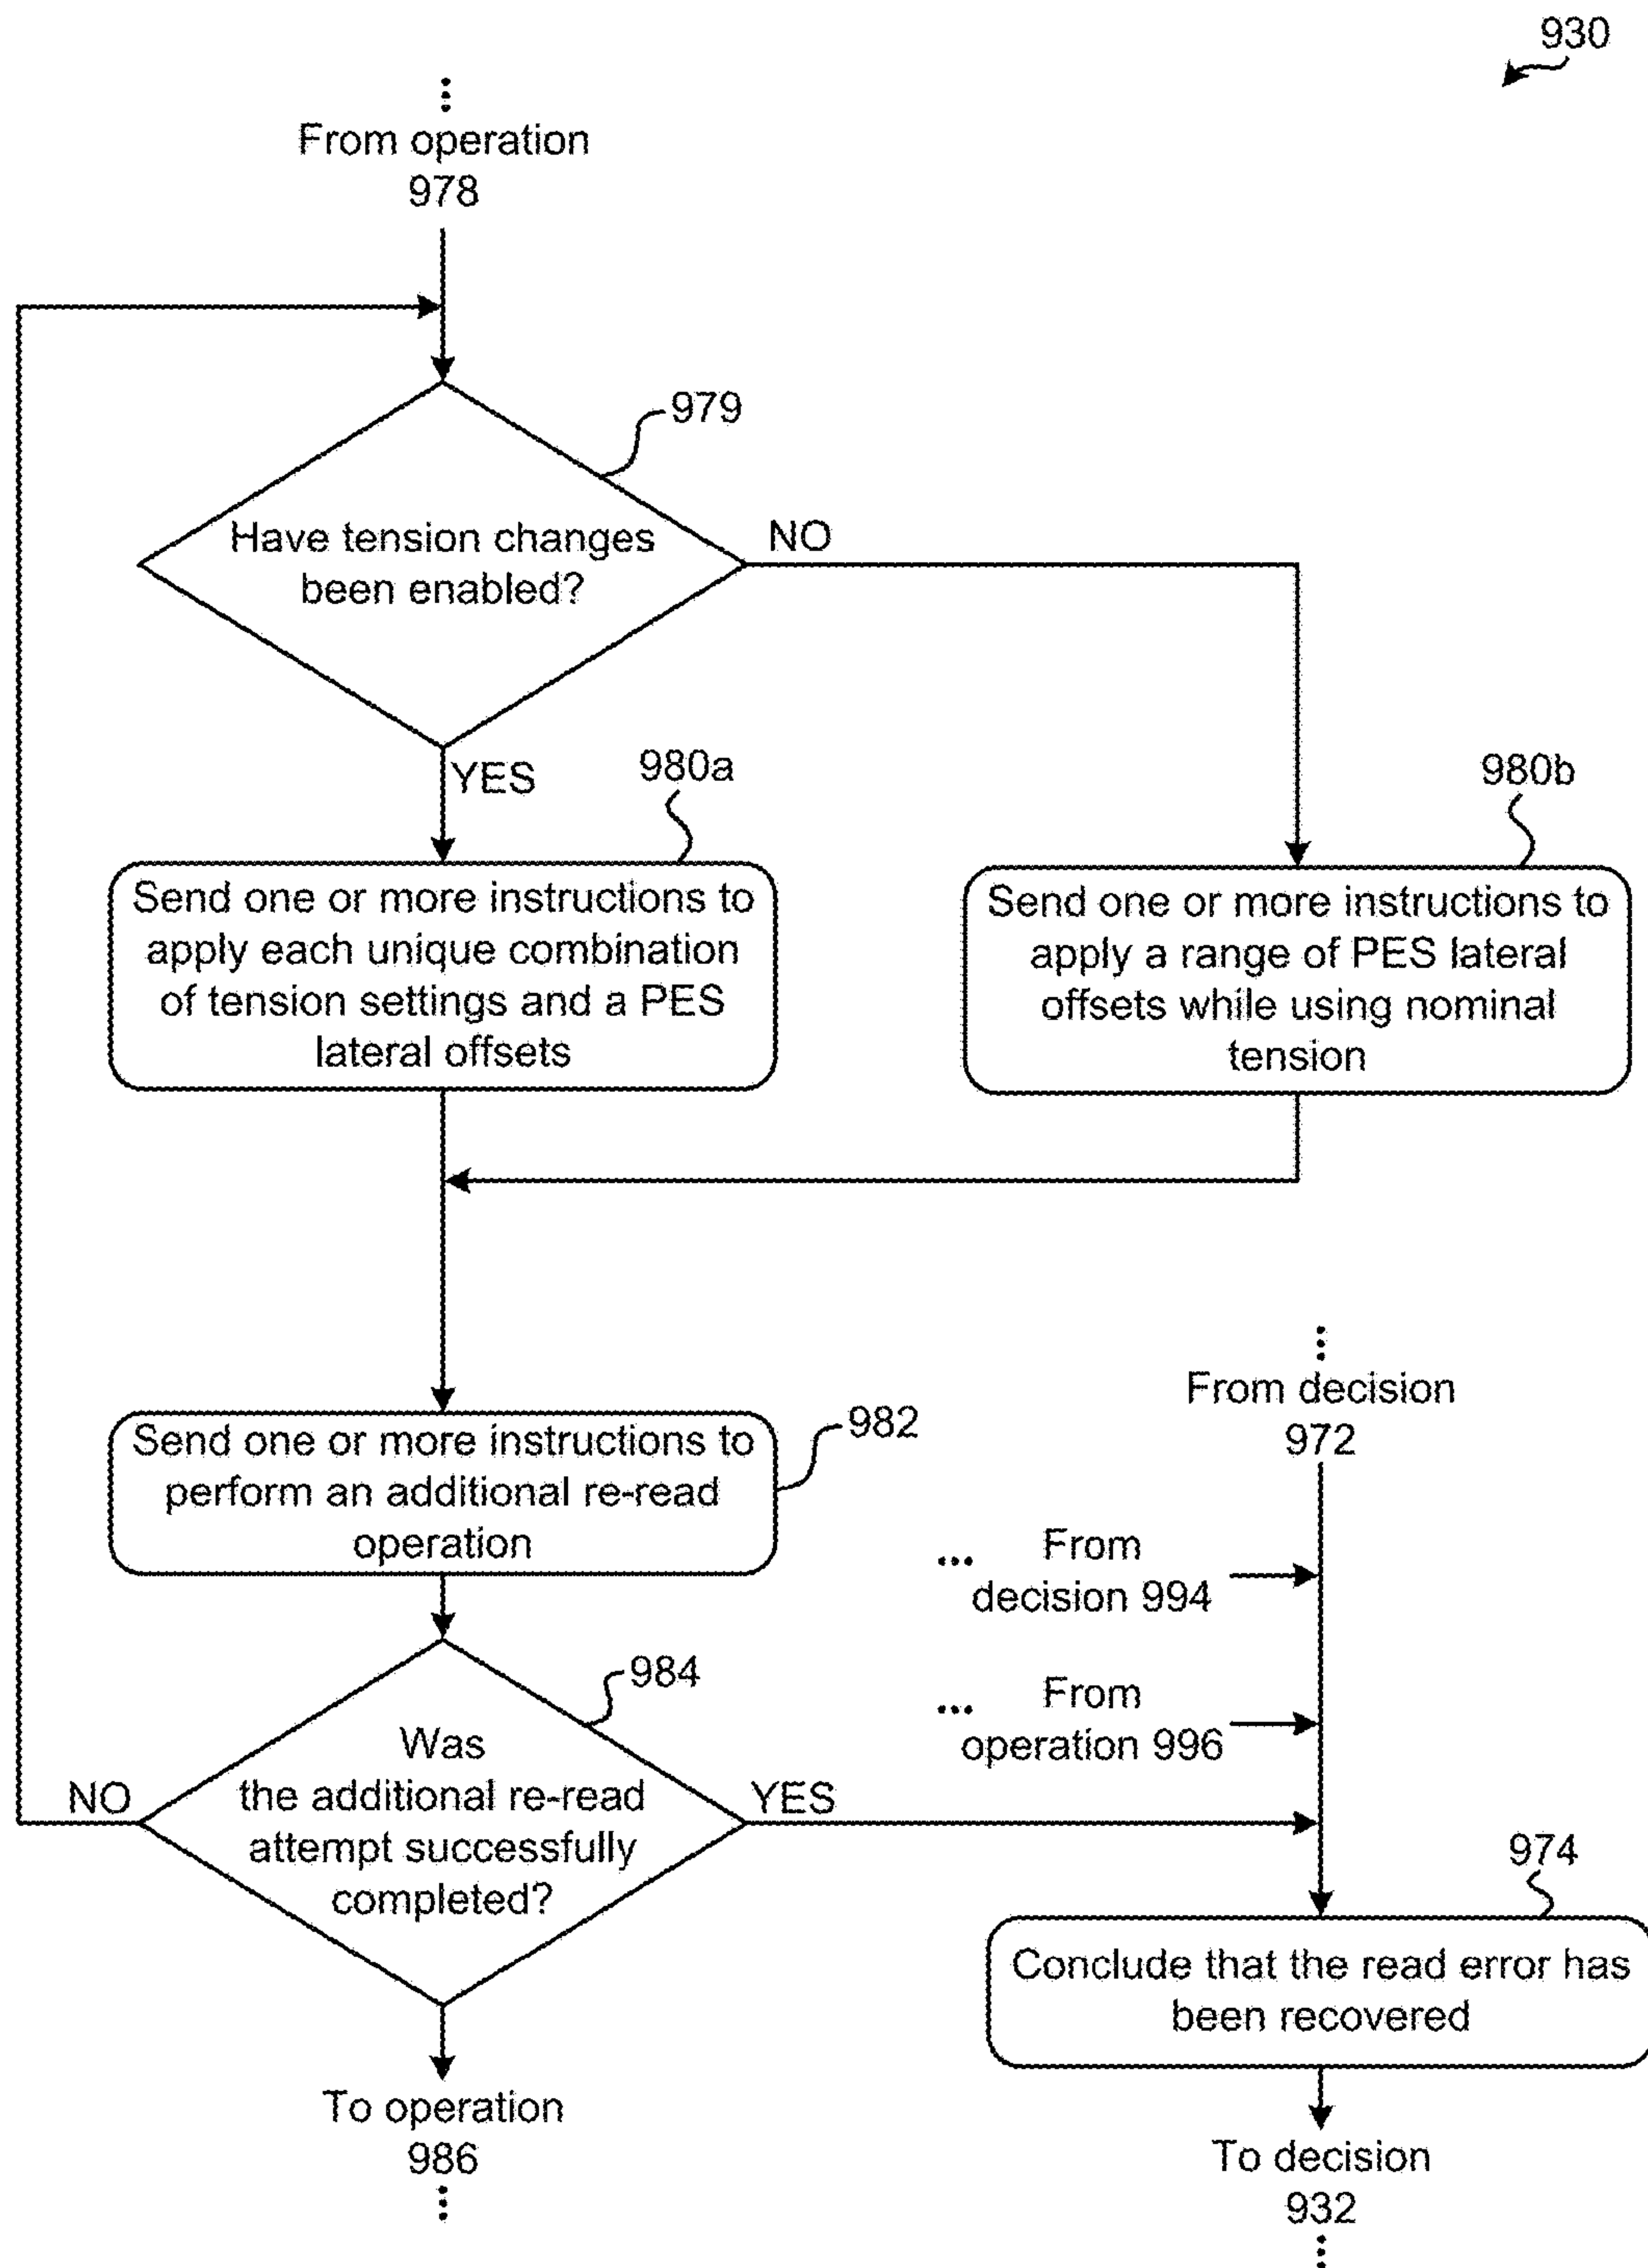 930
⋮
From operation
978
979
Have tension changes
been enabled?
NO
YES
980a
980b
Send one or more instructions to
apply each unique combination
of tension settings and a PES
lateral offsets
Send one or more instructions to
apply a range of PES lateral
offsets while using nominal
tension
⋮
From decision
972
Send one or more instructions to
perform an additional re-read
operation
982
... From
decision 994
... From
operation 996
984
Was
the additional re-read
attempt successfully
completed?
NO
YES
974
Conclude that the read error has
been recovered
To operation
986
⋮
To decision
932
⋮